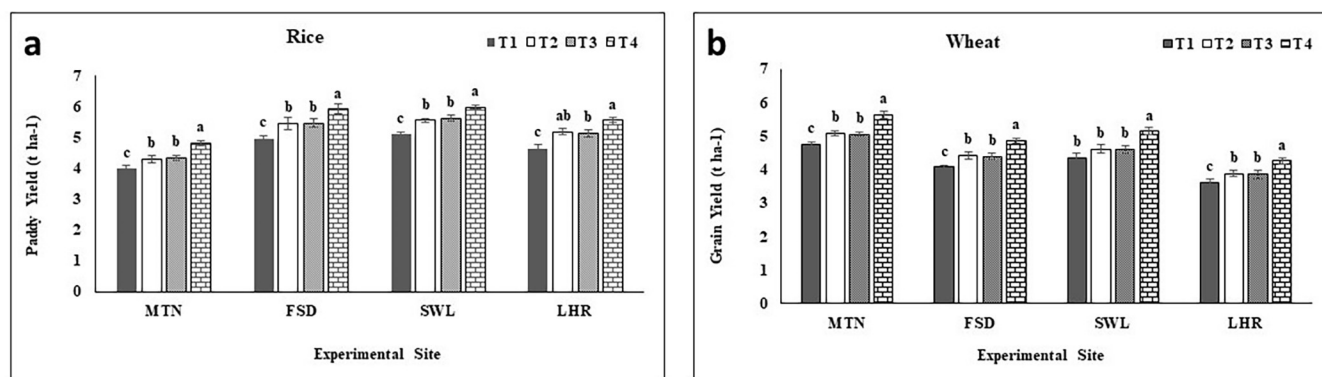 a
Rice
T1 T2 T3 T4
7
6
5
4
3
2
1
0
Paddy Yield (t ha-1)
c b b a
c b b a
c b b a
c ab b a
MTN FSD SWL LHR
Experimental Site
b
Wheat
T1 T2 T3 T4
7
6
5
4
3
2
1
0
Grain Yield (t ha-1)
c b b a
c b b a
b b b a
c b b a
MTN FSD SWL LHR
Experimental Site